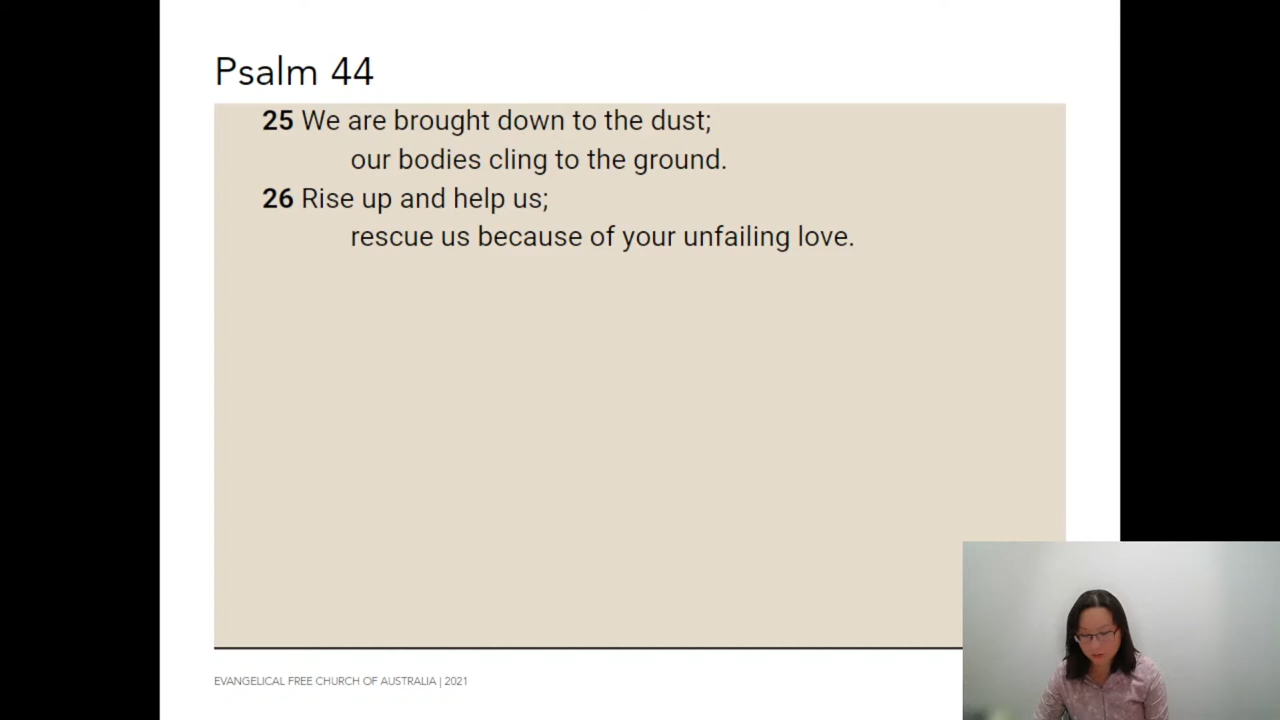 Psalm 44
25 We are brought down to the dust;
our bodies cling to the ground.
26 Rise up and help us;
rescue us because of your unfailing love.
EVANGELICAL FREE CHURCH OF AUSTRALIA | 2021